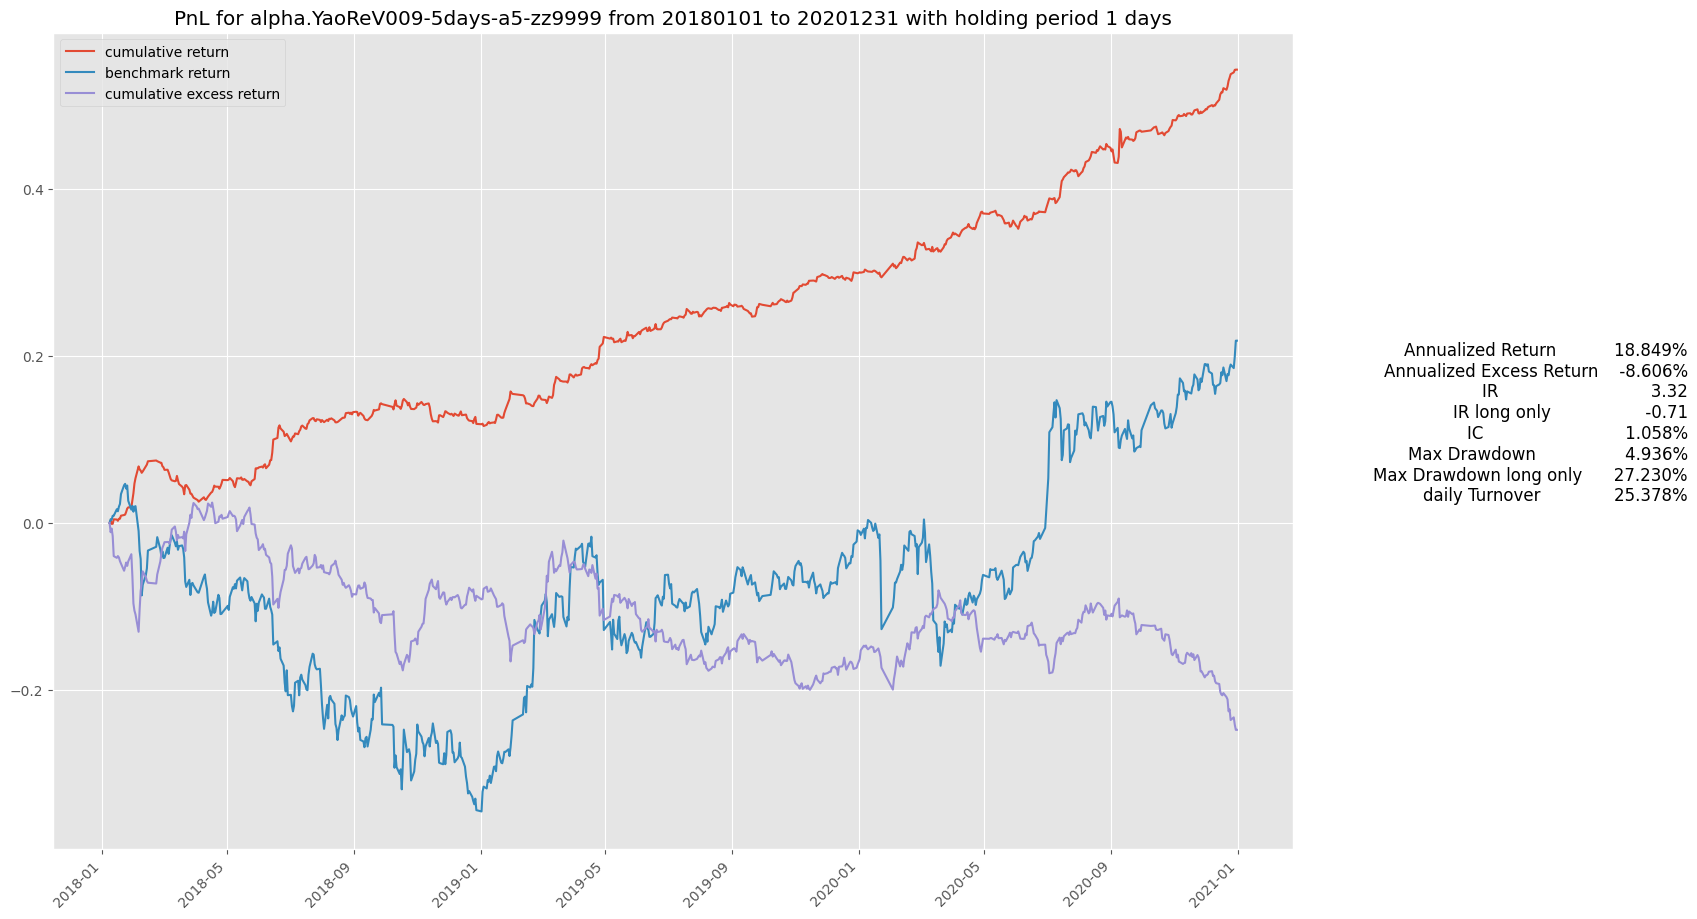 PnL for alpha.YaoReV009-5days-a5-zz9999 from 20180101 to 20201231 with holding period 1 days
cumulative return
benchmark return
cumulative excess return
0.4
0.2
0.0
−0.2
2018-01
2018-05
2018-09
2019-01
2019-05
2019-09
2020-01
2020-05
2020-09
2021-01
Annualized Return 18.849%
Annualized Excess Return -8.606%
IR 3.32
IR long only -0.71
IC 1.058%
Max Drawdown 4.936%
Max Drawdown long only 27.230%
daily Turnover 25.378%